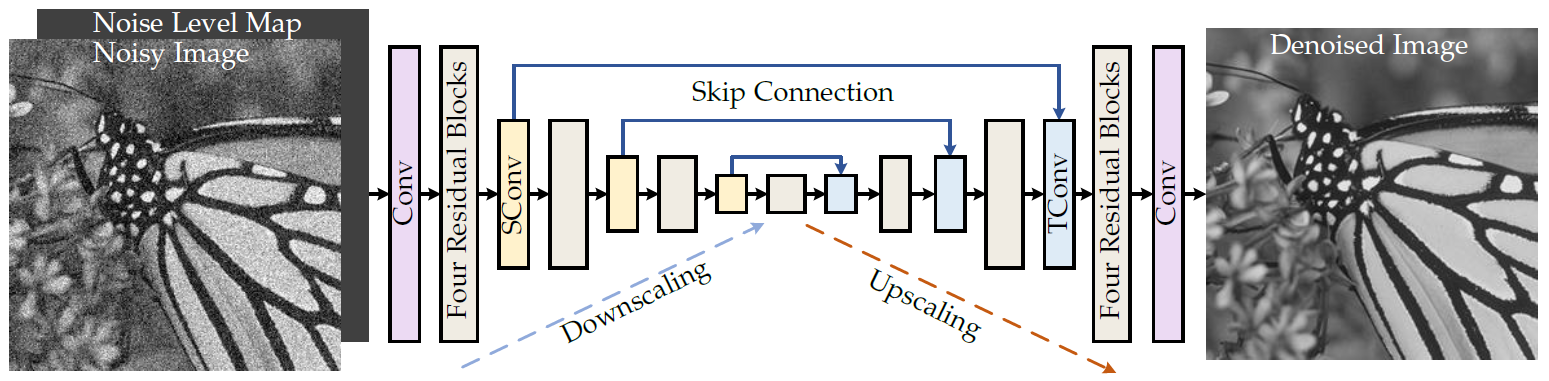 Noise Level Map
Noisy Image
Conv
Four Residual Blocks
SConv
Skip Connection
Downscaling
Upscaling
TConv
Four Residual Blocks
Conv
Denoised Image